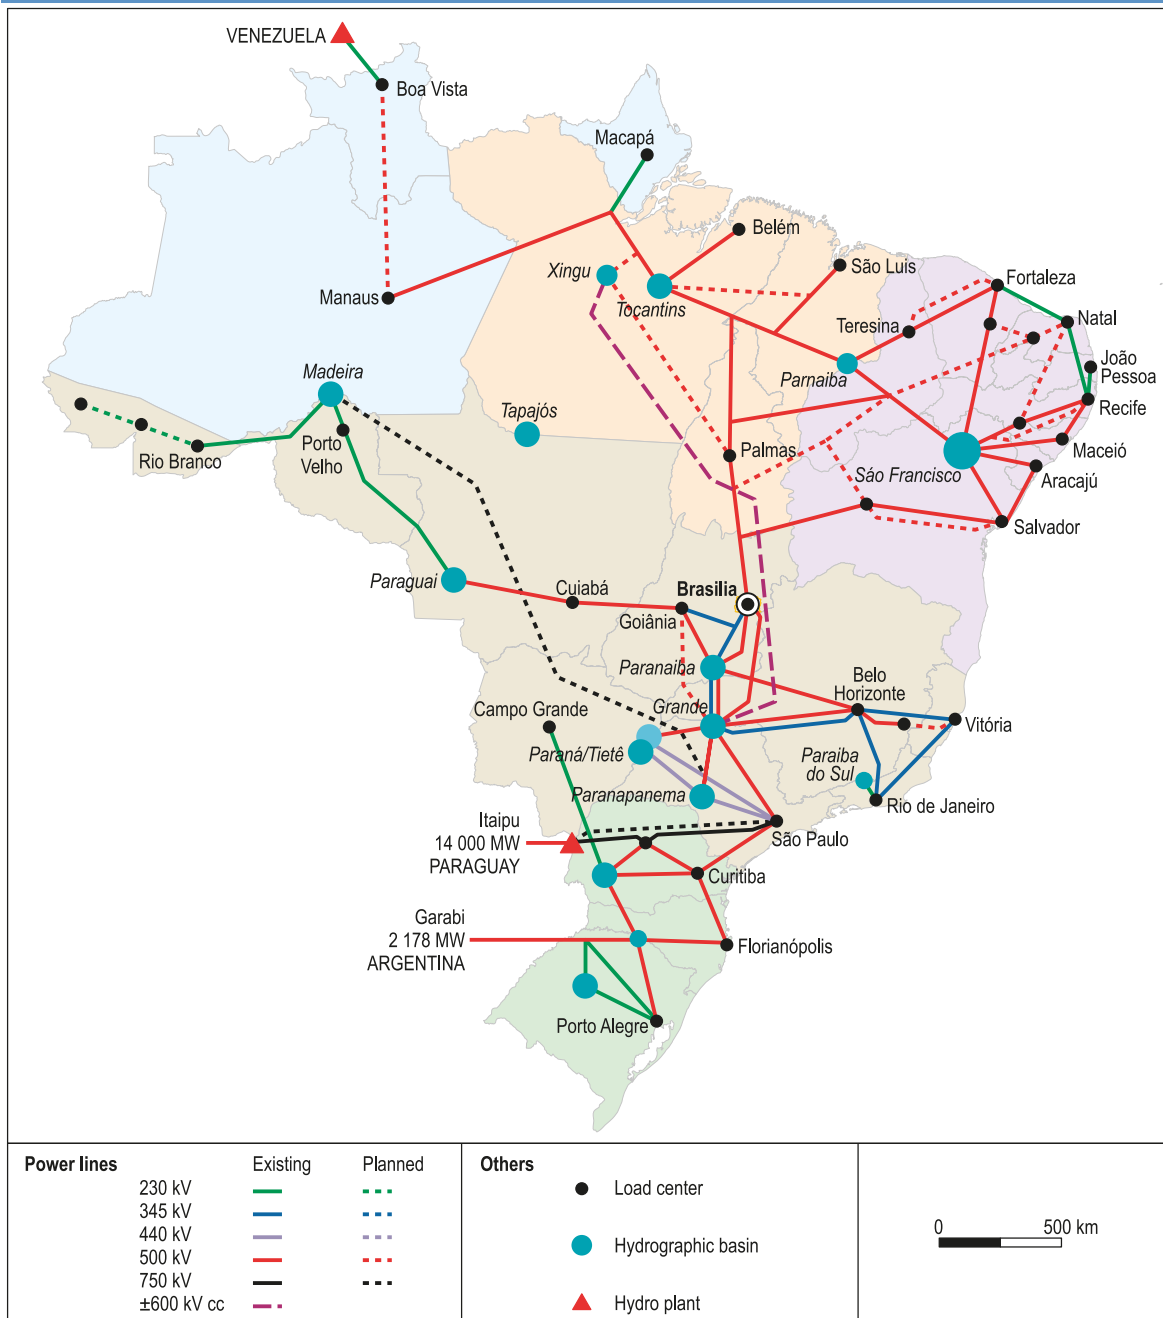 VENEZUELA
Boa Vista
Macapá
Belém
Xingu
São Luis
Fortaleza
Manaus
Tocantins
Teresina
Natal
João
Pessoa
Madeira
Parnaiba
Recife
Tapajós
Porto
Velho
Rio Branco
Palmas
Maceió
Sáo Francisco
Aracajú
Salvador
Paraguai
Cuiabá
Brasilia
Goiânia
Paranaiba
Belo
Horizonte
Campo Grande
Grande
Vitória
Paraná/Tietê
Paraiba
do Sul
Paranapanema
Rio de Janeiro
Itaipu
14 000 MW
PARAGUAY
São Paulo
Curitiba
Garabi
2 178 MW
ARGENTINA
Florianópolis
Porto Alegre
Power lines Existing Planned
230 kV
345 kV
440 kV
500 kV
750 kV
±600 kV cc
Others
Load center
Hydrographic basin
Hydro plant
0 500 km